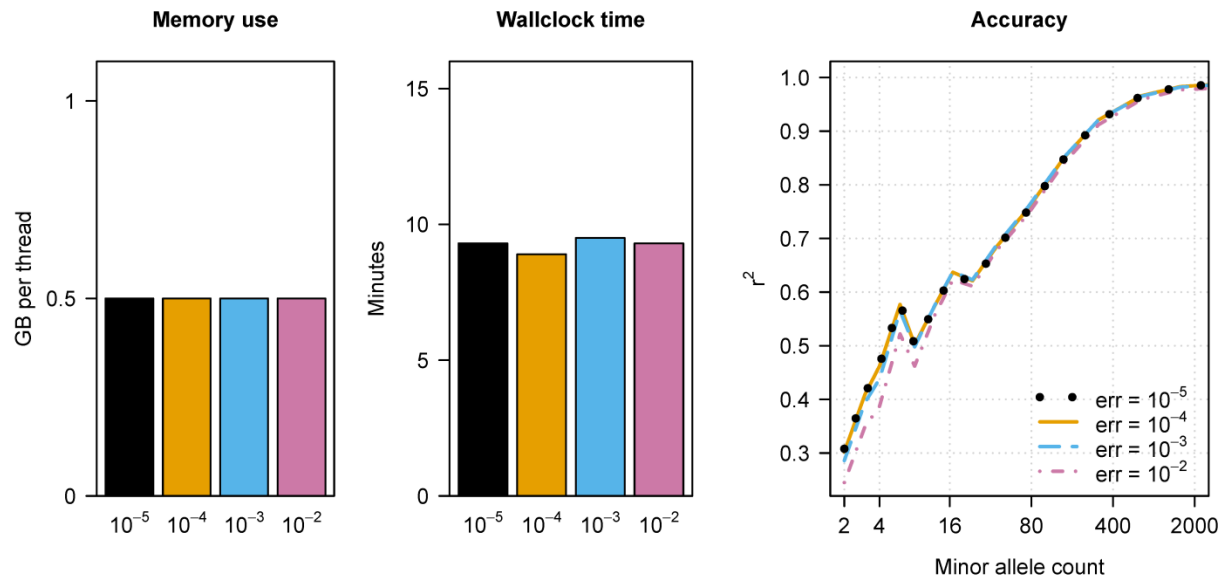 Memory use
GB per thread
1
0.5
0
10⁻⁵ 10⁻⁴ 10⁻³ 10⁻²
Wallclock time
Minutes
15
10
5
0
10⁻⁵ 10⁻⁴ 10⁻³ 10⁻²
Accuracy
r²
1.0
0.9
0.8
0.7
0.6
0.5
0.4
0.3
err = 10⁻⁵
err = 10⁻⁴
err = 10⁻³
err = 10⁻²
2 4 16 80 400 2000
Minor allele count